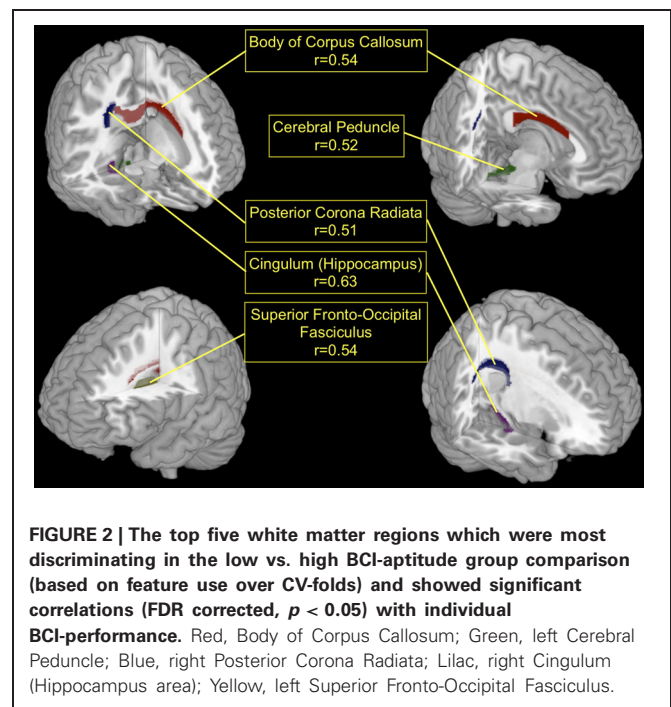 Body of Corpus Callosum
r=0.54
Cerebral Peduncle
r=0.52
Posterior Corona Radiata
r=0.51
Cingulum (Hippocampus)
r=0.63
Superior Fronto-Occipital
Fasciculus
r=0.54
FIGURE 2 | The top five white matter regions which were most
discriminating in the low vs. high BCI-aptitude group comparison
(based on feature use over CV-folds) and showed significant
correlations (FDR corrected, p < 0.05) with individual
BCI-performance. Red, Body of Corpus Callosum; Green, left Cerebral
Peduncle; Blue, right Posterior Corona Radiata; Lilac, right Cingulum
(Hippocampus area); Yellow, left Superior Fronto-Occipital Fasciculus.